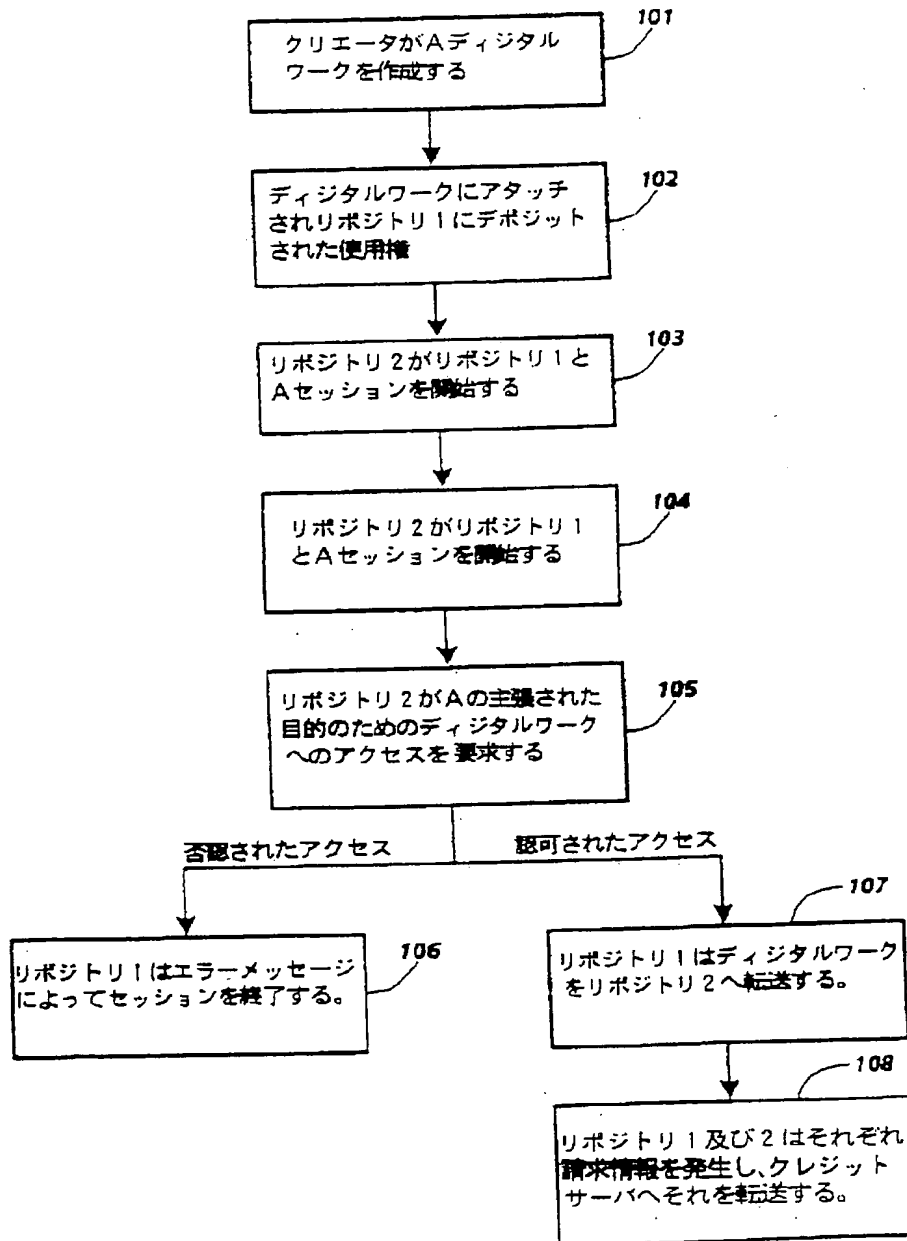 101
クリエータがAディジタル
ワークを作成する
102
ディジタルワークにアタッチ
されリポジトリ1にデポジット
された使用権
103
リポジトリ2がリポジトリ1と
Aセッションを開始する
104
リポジトリ2がリポジトリ1
とAセッションを開始する
105
リポジトリ2がAの主張された
目的のためのディジタルワーク
へのアクセスを要求する
否認されたアクセス
認可されたアクセス
106
リポジトリ1はエラーメッセージ
によってセッションを終了する。
107
リポジトリ1はディジタルワーク
をリポジトリ2へ転送する。
108
リポジトリ1及び2はそれぞれ
請求情報を発生し、クレジット
サーバへそれを転送する。